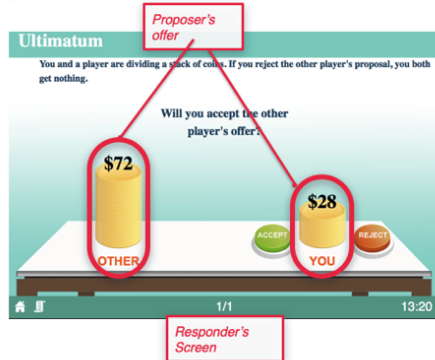 Proposer's
offer
Ultimatum
You and a player are dividing a stack of coins. If you reject the other player's proposal, you both
get nothing.
Will you accept the other
player's offer?
$72
$28
ACCEPT
REJECT
OTHER
YOU
1/1
13:20
Responder's
Screen